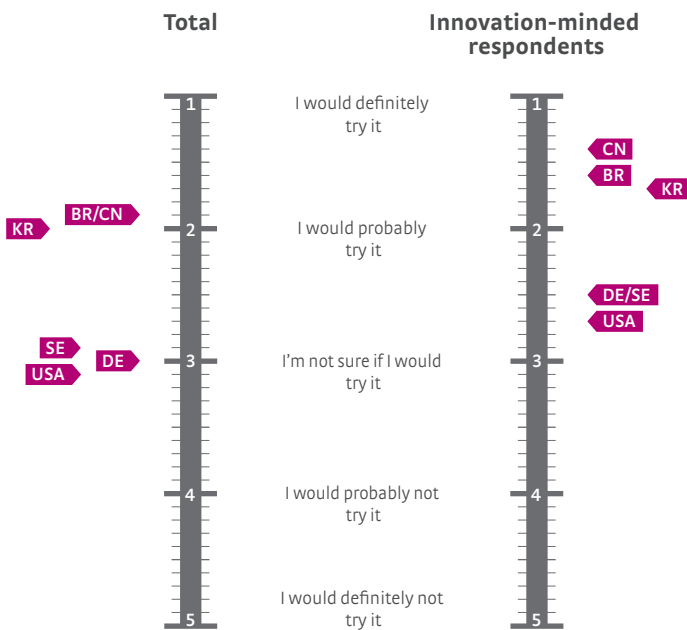 Total
Innovation-minded
respondents
1
I would definitely
try it
1
CN
BR
KR
BR/CN
KR
2
I would probably
try it
2
DE/SE
USA
SE
DE
USA
3
I'm not sure if I would
try it
3
4
I would probably not
try it
4
I would definitely not
try it
5
5